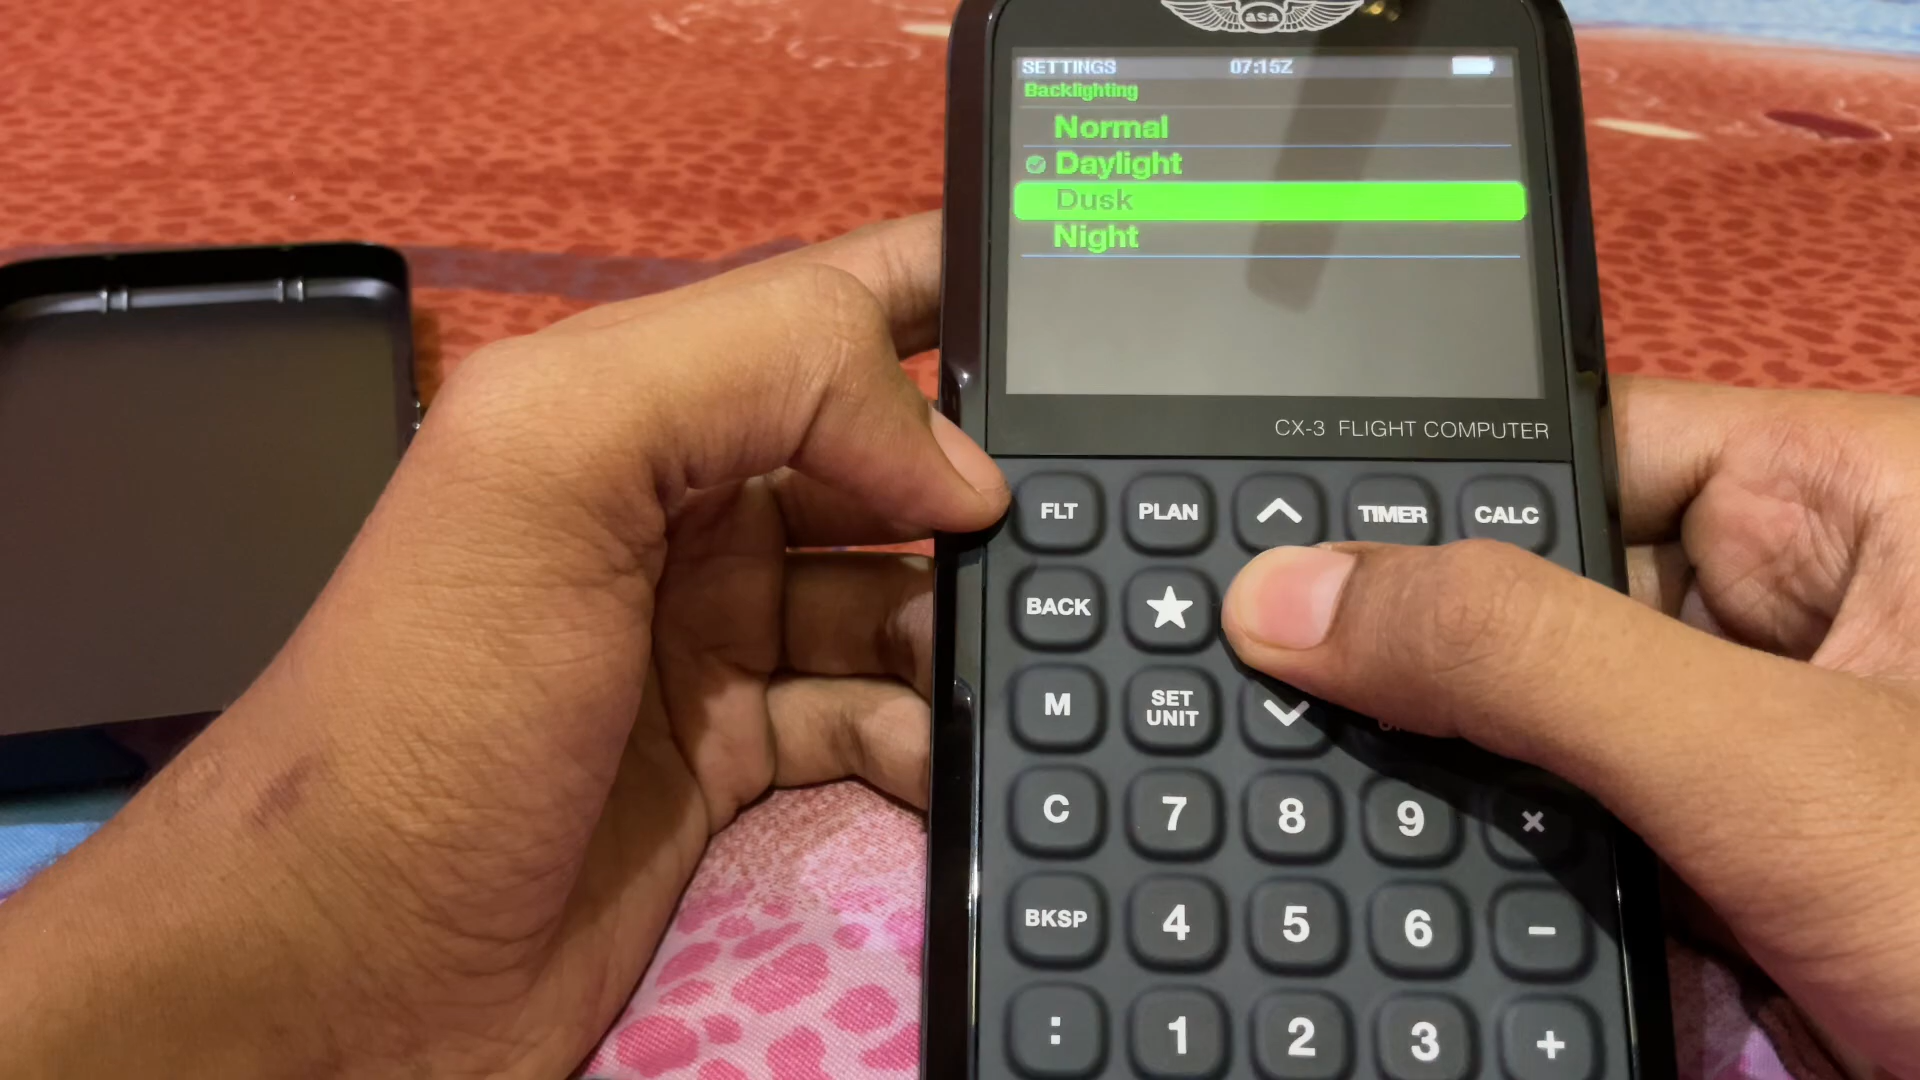 asa
SETTINGS 07:15Z
Backlighting
Normal
Daylight
Dusk
Night
CX-3 FLIGHT COMPUTER
FLT PLAN TIMER CALC
BACK
M SET UNIT
C 7 8 9 ×
BKSP 4 5 6 −
: 1 2 3 +